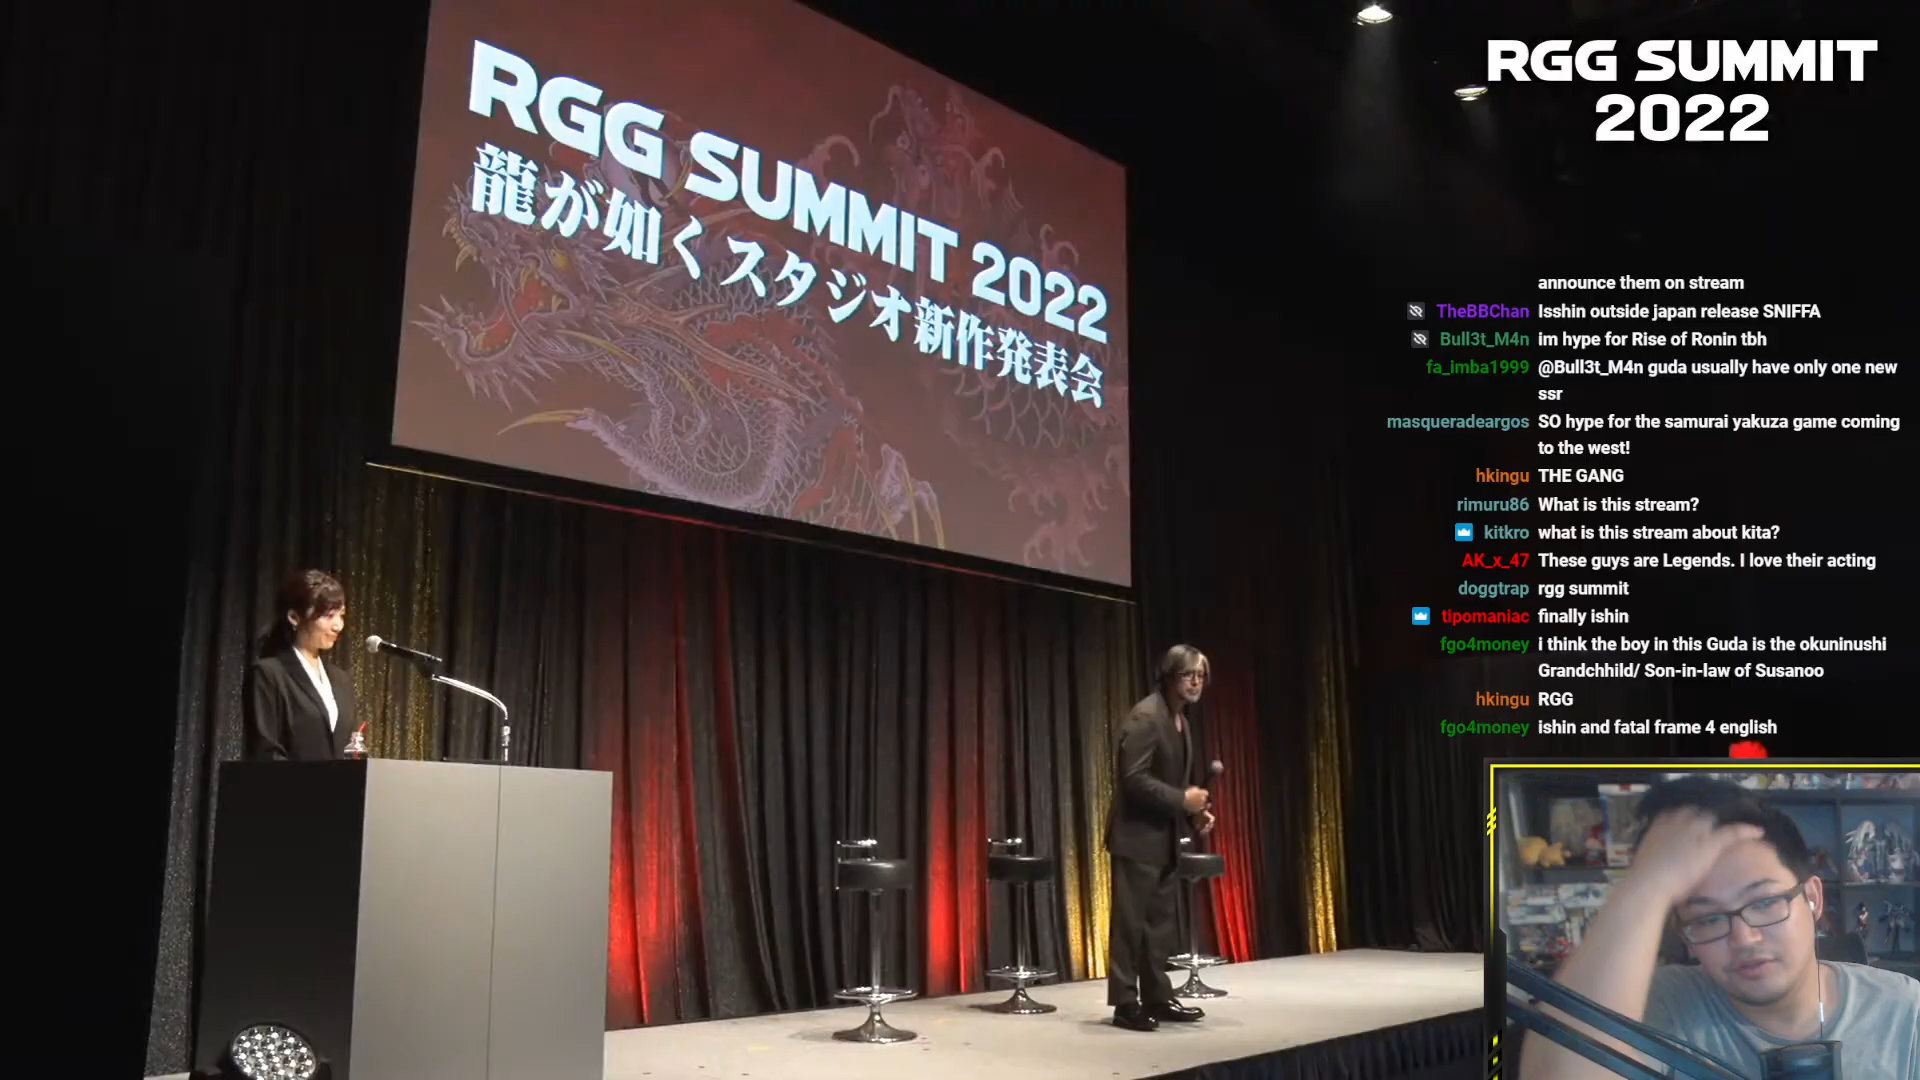 RGG SUMMIT 2022
龍が如くスタジオ新作発表会
RGG SUMMIT
2022
announce them on stream
TheBBChan Isshin outside japan release SNIFFA
Bull3t_M4n im hype for Rise of Ronin tbh
fa_imba1999 @Bull3t_M4n guda usually have only one new
ssr
masqueradeargos SO hype for the samurai yakuza game coming
to the west!
hkingu THE GANG
rimuru86 What is this stream?
kitkro what is this stream about kita?
AK_x_47 These guys are Legends. I love their acting
doggtrap rgg summit
tipomaniac finally ishin
fgo4money i think the boy in this Guda is the okuninushi
Grandchhild/ Son-in-law of Susanoo
hkingu RGG
fgo4money ishin and fatal frame 4 english